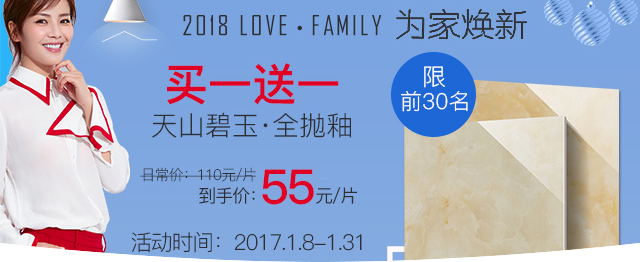 2018 LOVE·FAMILY 为家焕新
买一送一
天山碧玉·全抛釉
限
前30名
日常价：110元/片
到手价：55元/片
活动时间：2017.1.8-1.31